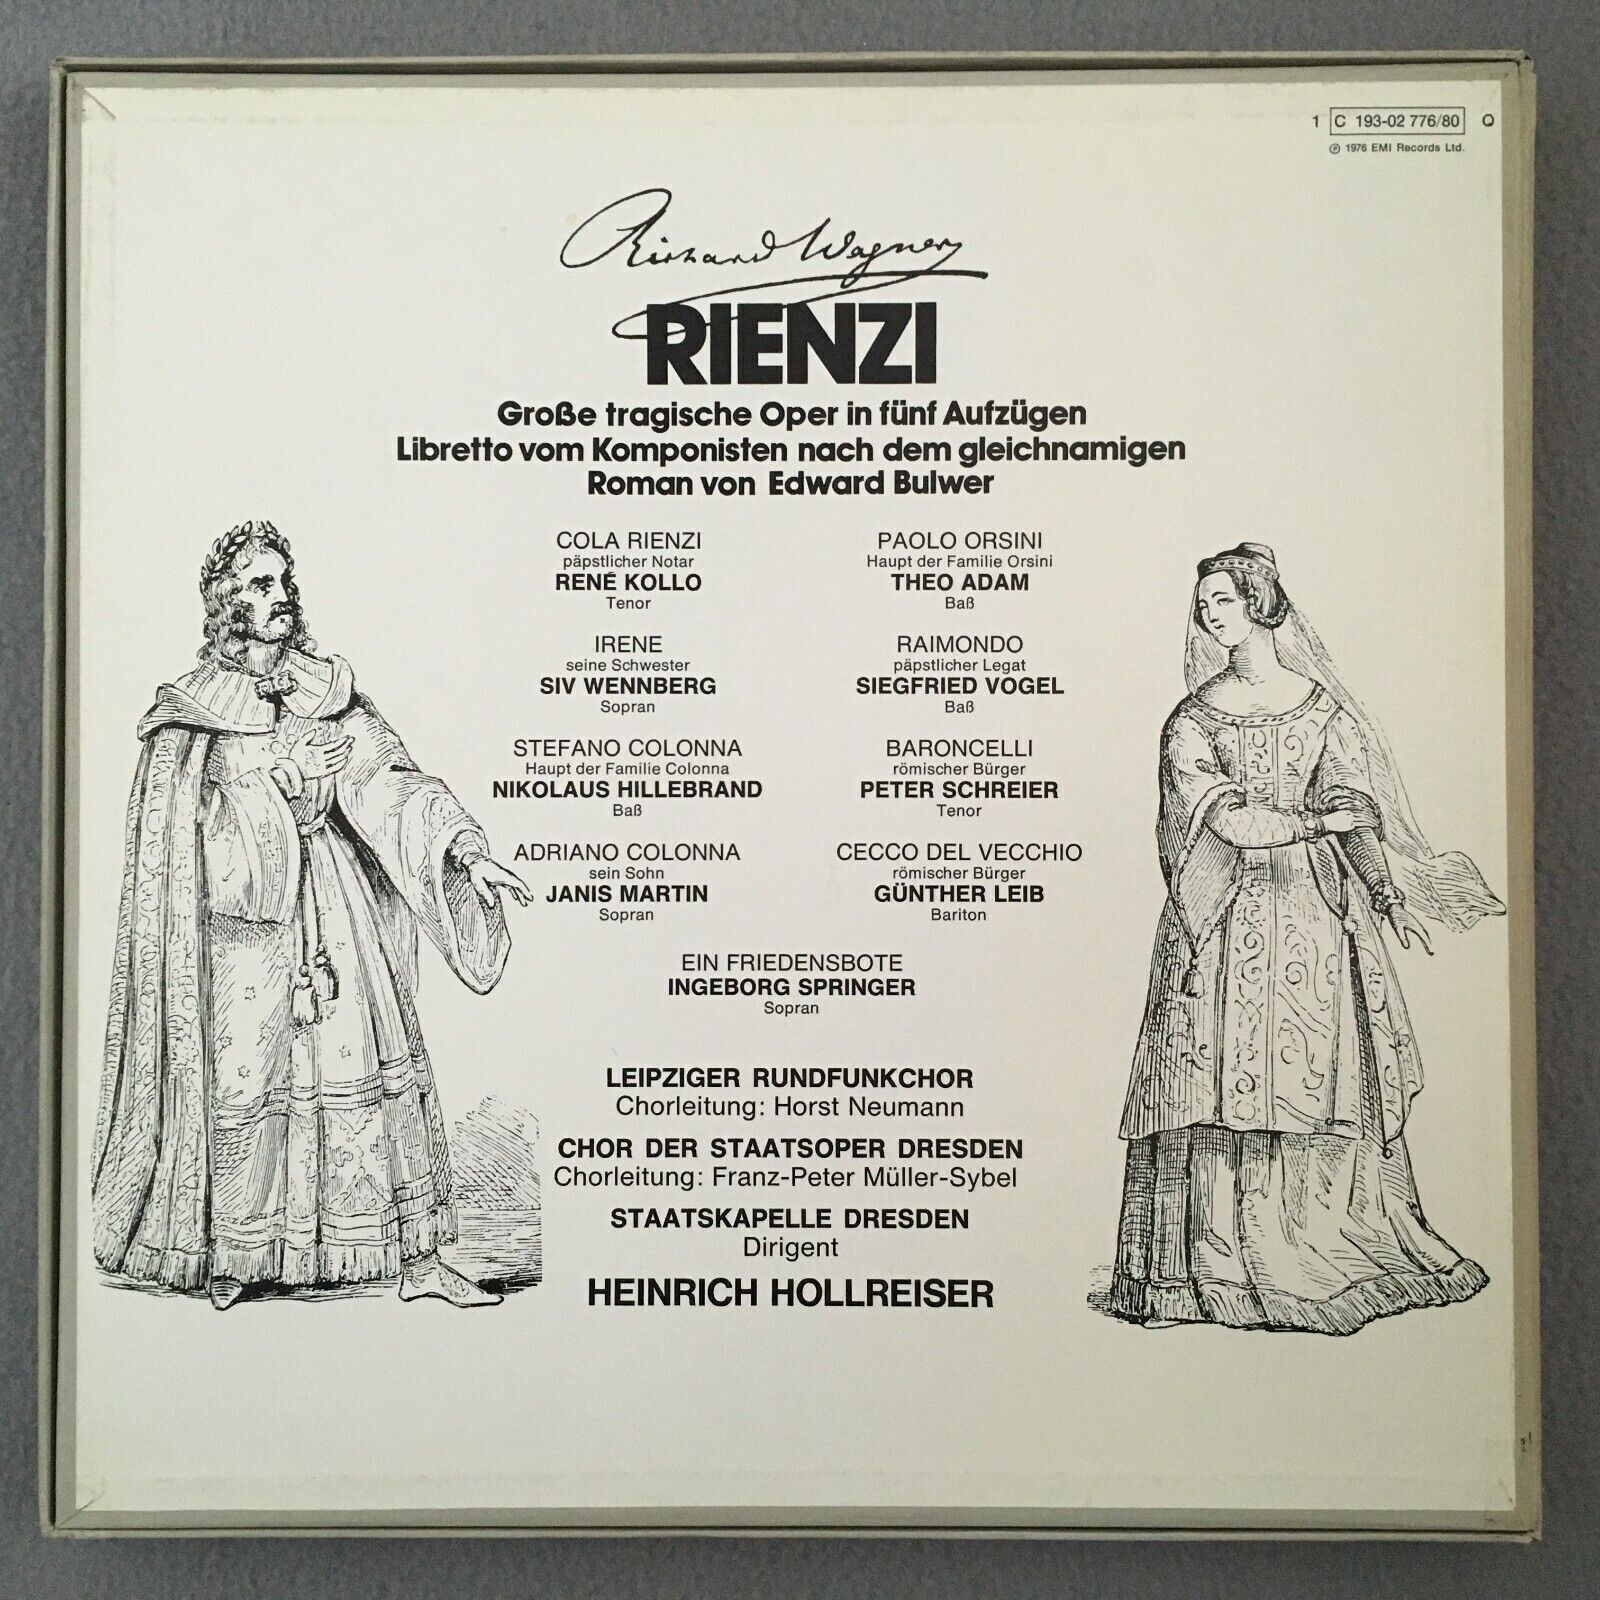 1 C 193-02 776/80 Q
℗ 1976 EMI Records Ltd.
Richard Wagner
RIENZI
Große tragische Oper in fünf Aufzügen
Libretto vom Komponisten nach dem gleichnamigen
Roman von Edward Bulwer
COLA RIENZI
päpstlicher Notar
RENÉ KOLLO
Tenor
PAOLO ORSINI
Haupt der Familie Orsini
THEO ADAM
Baß
IRENE
seine Schwester
SIV WENNBERG
Sopran
RAIMONDO
päpstlicher Legat
SIEGFRIED VOGEL
Baß
STEFANO COLONNA
Haupt der Familie Colonna
NIKOLAUS HILLEBRAND
Baß
BARONCELLI
römischer Bürger
PETER SCHREIER
Tenor
ADRIANO COLONNA
sein Sohn
JANIS MARTIN
Sopran
CECCO DEL VECCHIO
römischer Bürger
GÜNTHER LEIB
Bariton
EIN FRIEDENSBOTE
INGEBORG SPRINGER
Sopran
LEIPZIGER RUNDFUNKCHOR
Chorleitung: Horst Neumann
CHOR DER STAATSOPER DRESDEN
Chorleitung: Franz-Peter Müller-Sybel
STAATSKAPELLE DRESDEN
Dirigent
HEINRICH HOLLREISER